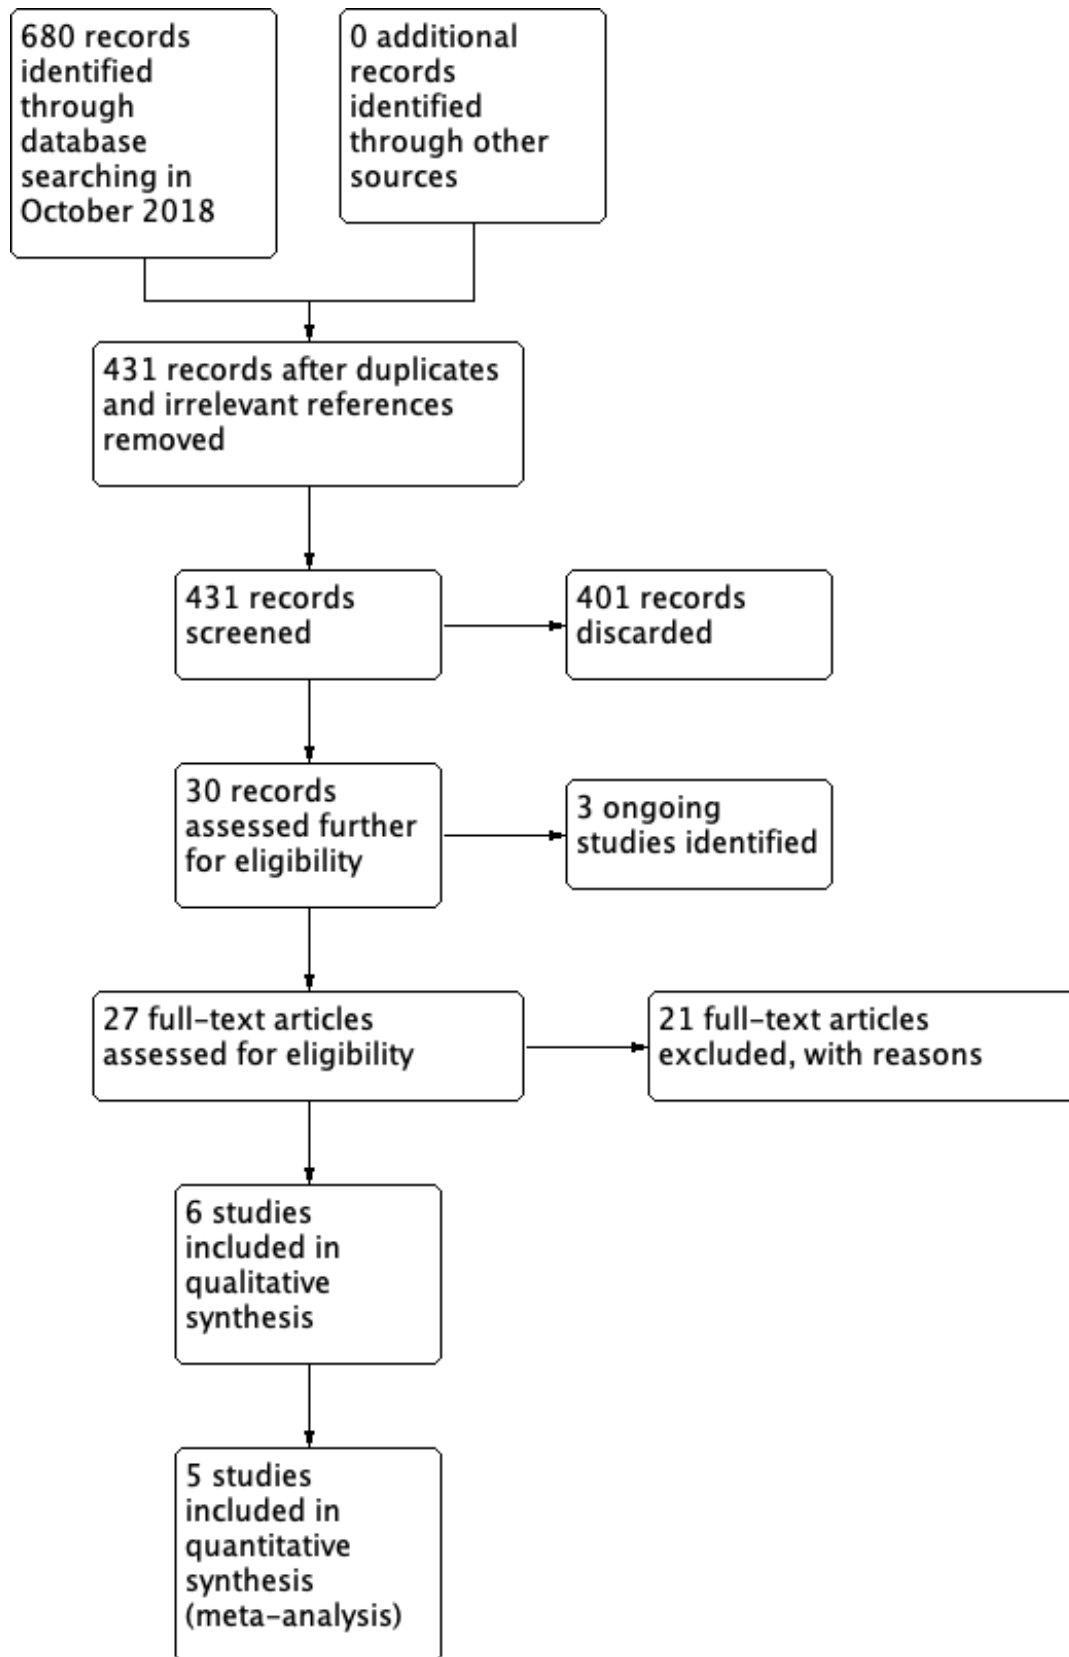 680 records
identified
through
database
searching in
October 2018
0 additional
records
identified
through other
sources
431 records after duplicates
and irrelevant references
removed
431 records
screened
401 records
discarded
30 records
assessed further
for eligibility
3 ongoing
studies identified
27 full-text articles
assessed for eligibility
21 full-text articles
excluded, with reasons
6 studies
included in
qualitative
synthesis
5 studies
included in
quantitative
synthesis
(meta-analysis)